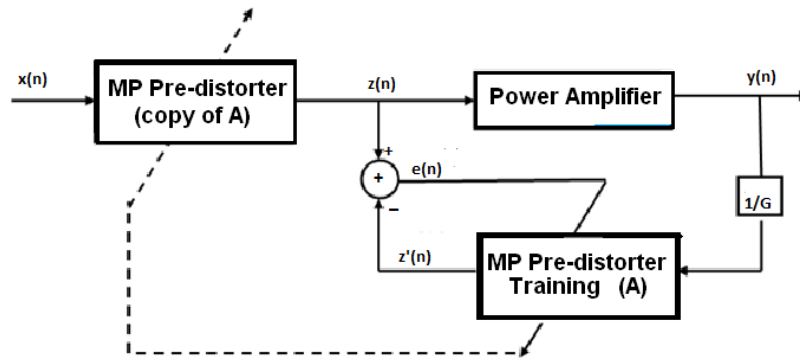 x(n)
MP Pre-distorter
(copy of A)
z(n)
Power Amplifier
y(n)
+
+
e(n)
−
1/G
z'(n)
MP Pre-distorter
Training (A)